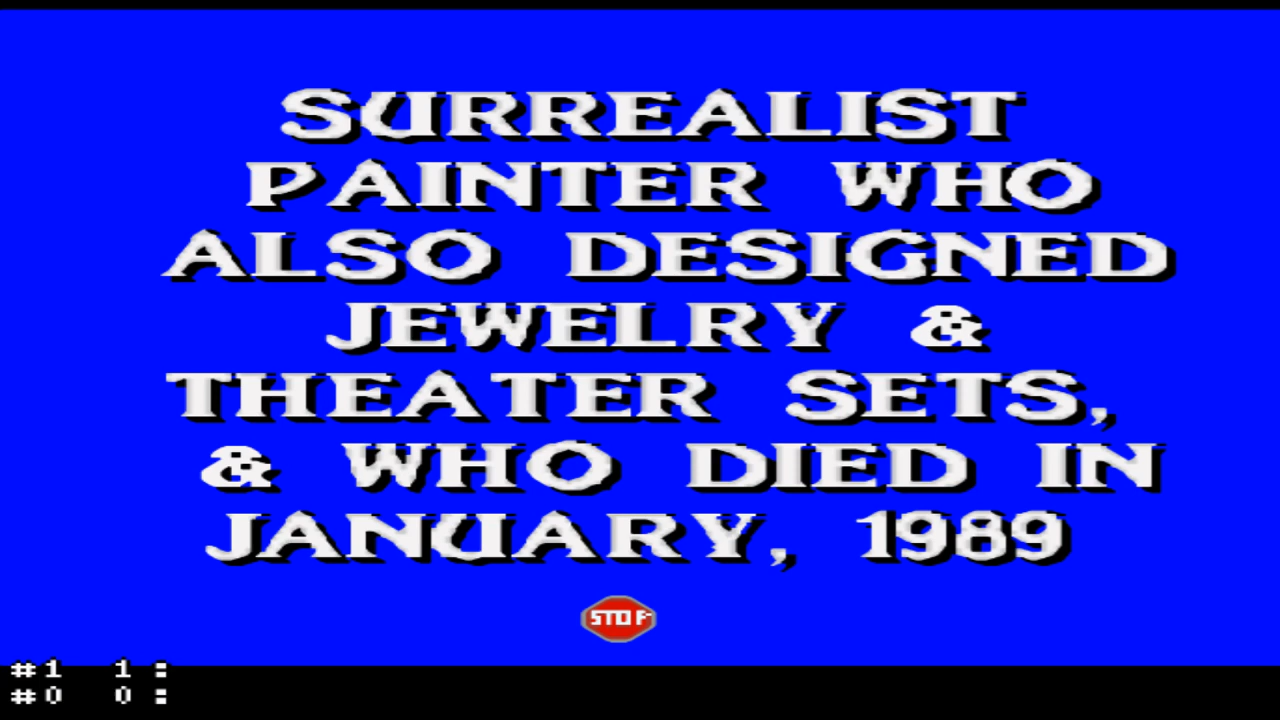 SURREALIST
PAINTER WHO
ALSO DESIGNED
JEWELRY &
THEATER SETS,
& WHO DIED IN
JANUARY, 1989
STOP
#1 1 :
#0 0 :